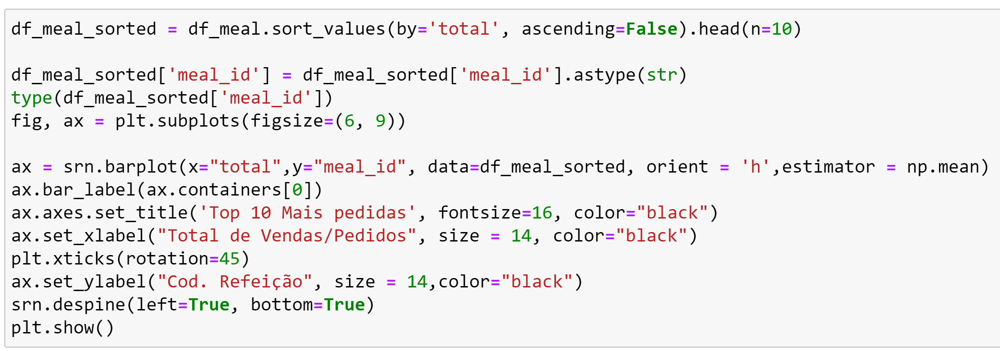 df_meal_sorted = df_meal.sort_values(by='total', ascending=False).head(n=10)
df_meal_sorted['meal_id'] = df_meal_sorted['meal_id'].astype(str)
type(df_meal_sorted['meal_id'])
fig, ax = plt.subplots(figsize=(6, 9))
ax = srn.barplot(x="total",y="meal_id", data=df_meal_sorted, orient = 'h',estimator = np.mean)
ax.bar_label(ax.containers[0])
ax.axes.set_title('Top 10 Mais pedidas', fontsize=16, color="black")
ax.set_xlabel("Total de Vendas/Pedidos", size = 14, color="black")
plt.xticks(rotation=45)
ax.set_ylabel("Cod. Refeição", size = 14,color="black")
srn.despine(left=True, bottom=True)
plt.show()